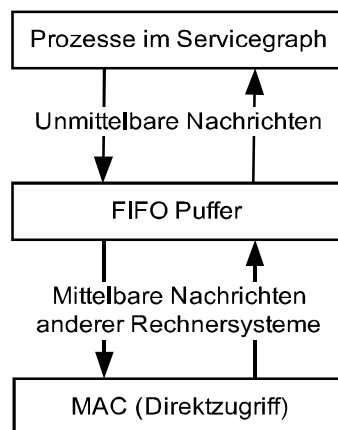 Prozesse im Servicegraph
Unmittelbare Nachrichten
FIFO Puffer
Mittelbare Nachrichten
anderer Rechnersysteme
MAC (Direktzugriff)